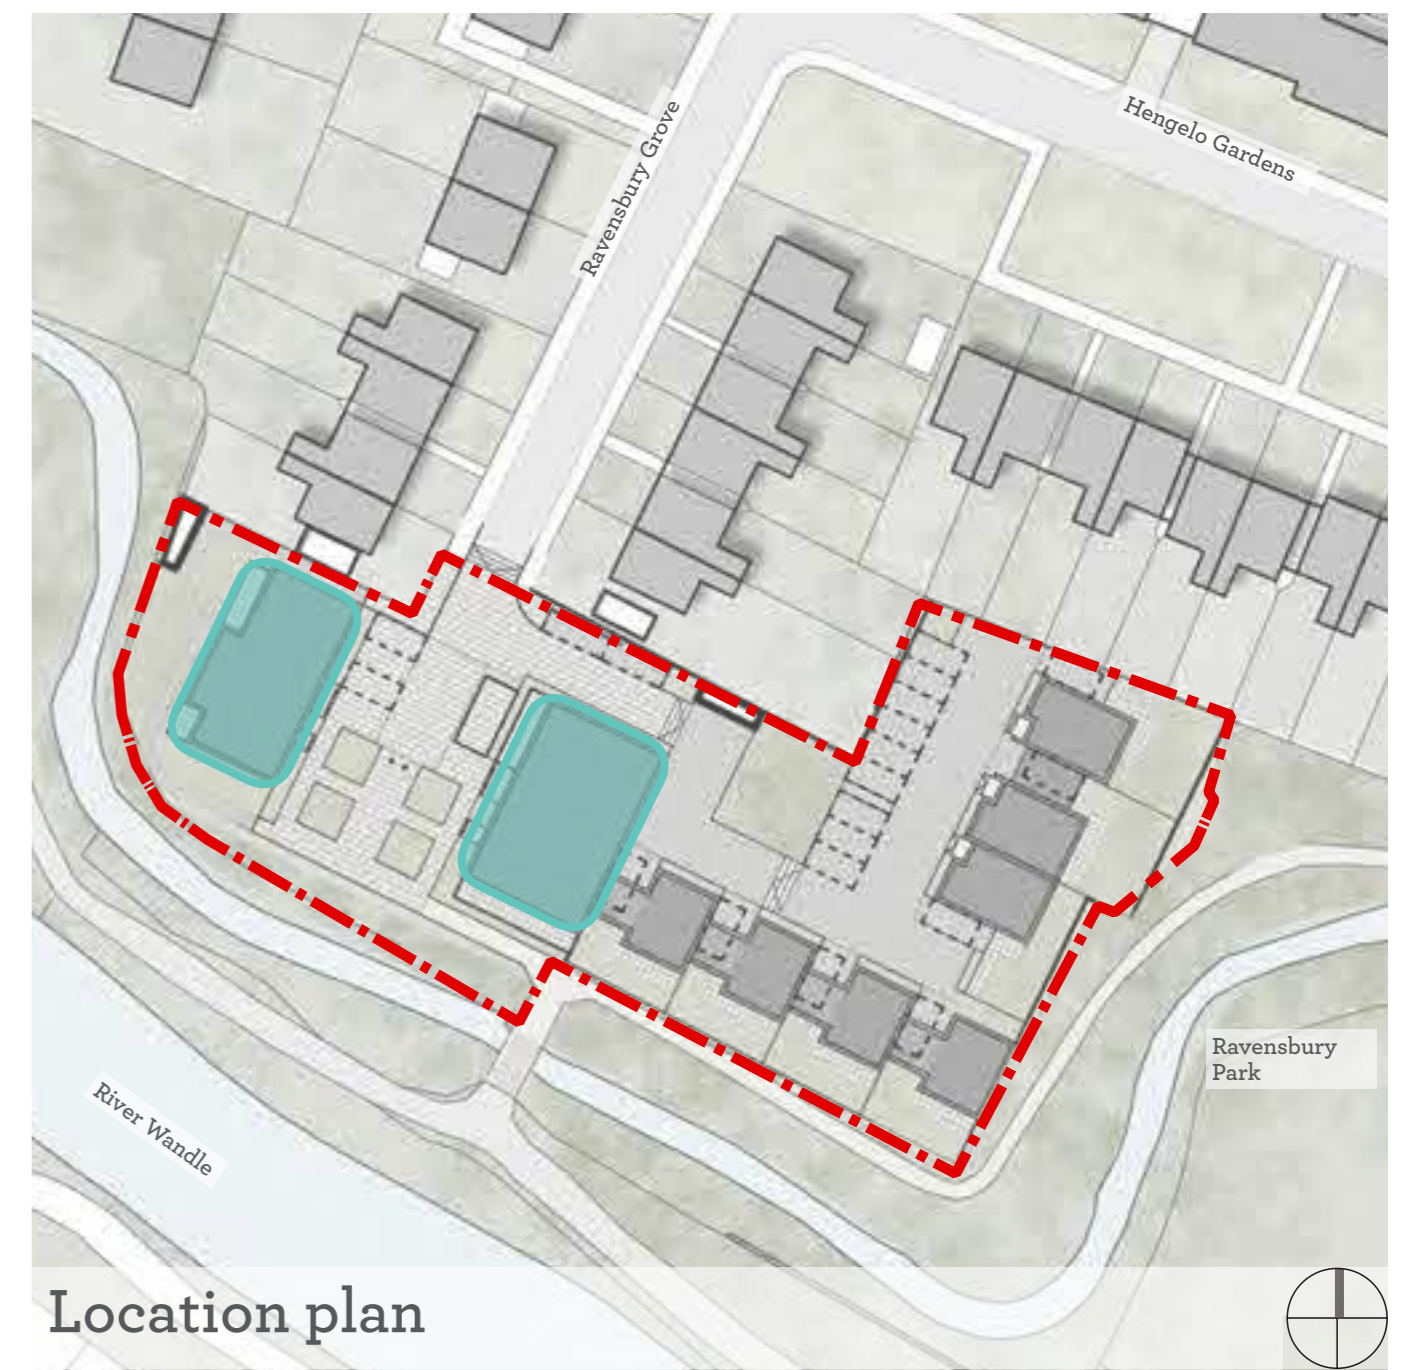 Hengelo Gardens
Ravensbury Grove
Ravensbury
Park
River Wandle
Location plan